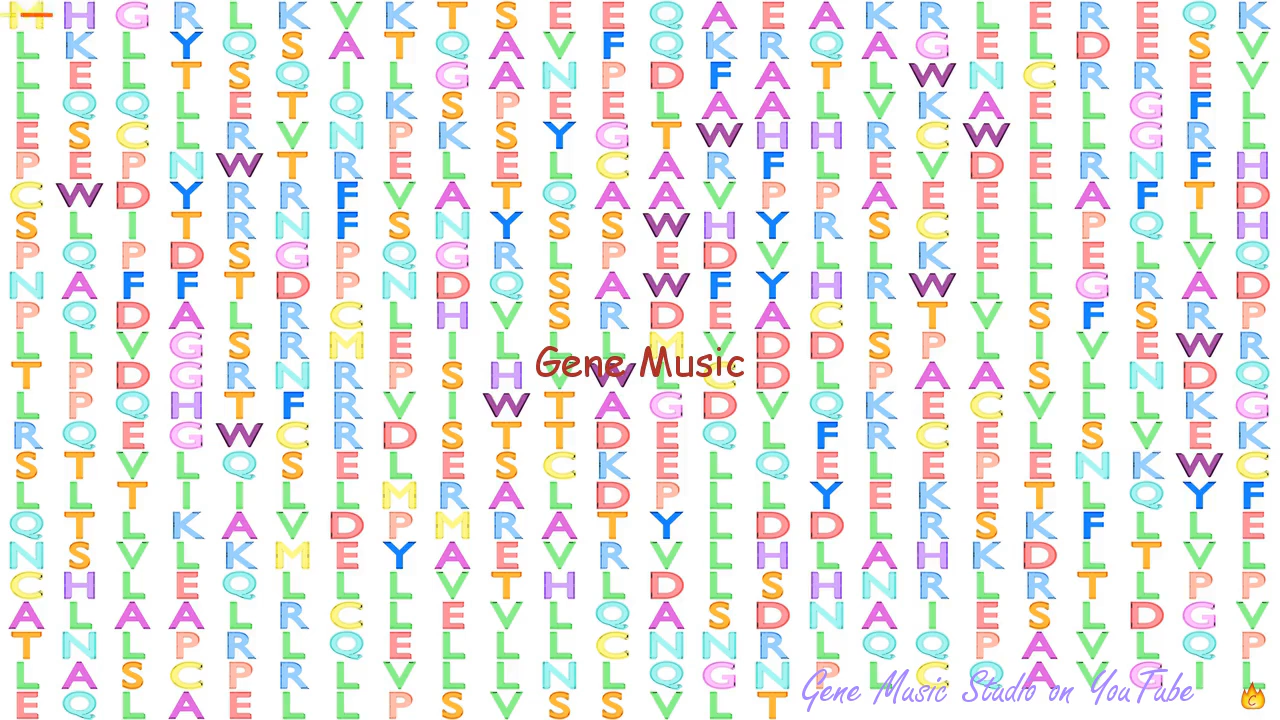 M H G R L K V K T S E E Q A E A K R L E R E Q K
L K L Y Q S A T Q A V F Q K R Q A G E L D E S V
L E L T S Q I L G A N P D F A T L W N C R R E V
L Q Q L E T Q K S P E E L A A L V K A E L G F L
E S C L R V N P K S Y G T W H H R C W L L G R L
P E P N W T R E L E L C A R F L E V D E R N F H
C W D Y R R F V A T Q A A V P P A E E L A F T D
S L I T R N F S N Y S S W H Y R S C E L P Q L H
P Q P D S G P Q G R L P E D V L L K E L E L V Q
N A F F T D P N D Q S A W F Y H R W L L G R A D
P Q D A L R C L H V S R D E A C L T V S F S R P
L V G S R M E I L L L M V D D S P L I V E W R
T P D G R N R P S H V W L C D L P A A S L N D Q
L P Q H T F R V I W T A G D V Q K E C V L L K G
R Q E G W C R D S T T D E Q L F R C E L S V E K
S T V L Q S E L E S C K E L Q E L E P E N K W C
L L T I I L L M R A L D P L L Y E K E T L Q Y F
Q T L K A V D P M R A T Y L D D L R S K F L L E
N S V L K M E Y A E V R V L H L A H K D L T V L
C H L E Q L L L V T H L D L S H N R L R T L P P
A L A A L R C L E V L Q A S D N A I E S L D G V
T N L P R L Q E L L L C N N R L Q Q P A V L Q P
L A S C P R L L V L N S Q G N P L C Q A V G I L
E Q L A E L L P S S V L T
Gene Music
Gene Music Studio on YouTube